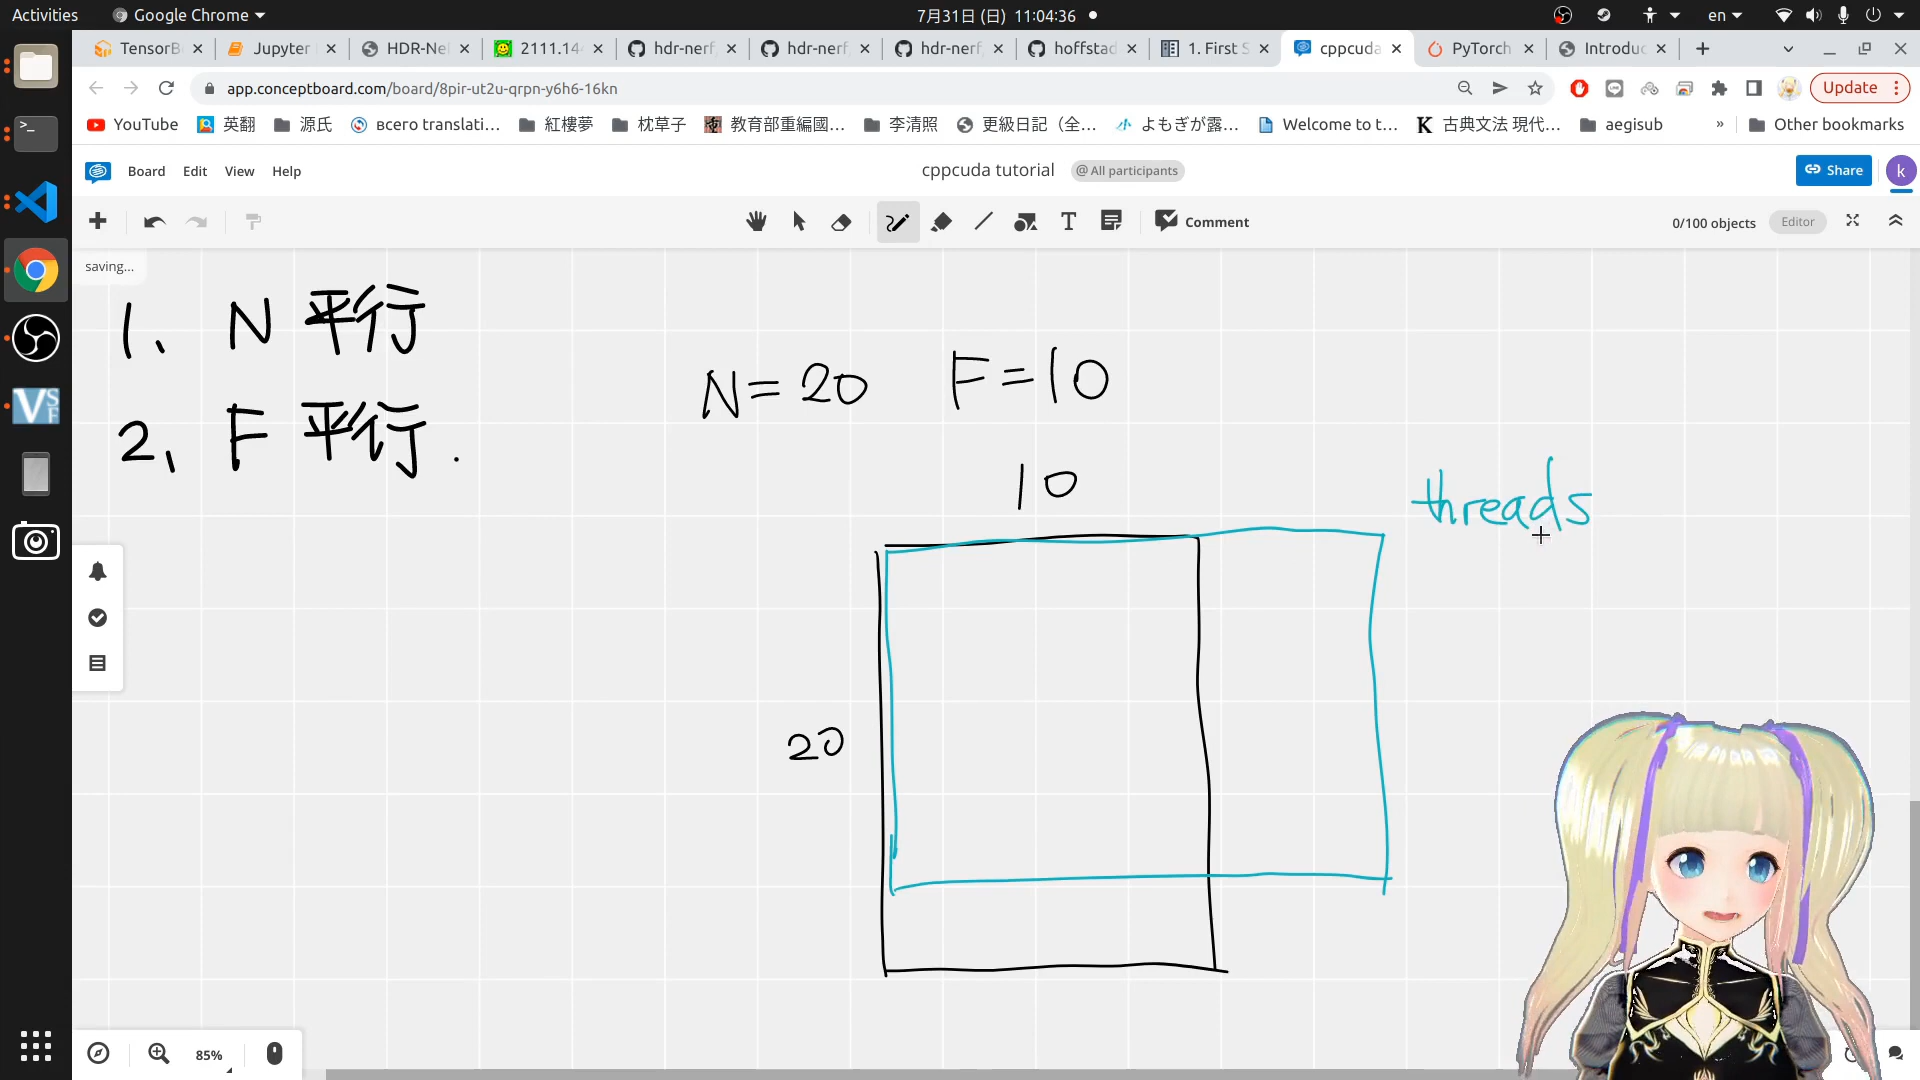 Activities
Google Chrome
7月31日 (日) 11:04:36
en
TensorB
Jupyter
HDR-Ne
2111.14
hdr-nerf
hdr-nerf
hdr-nerf
hoffstad
1. First S
cppcuda
PyTorch
Introduc
app.conceptboard.com/board/8pir-ut2u-qrpn-y6h6-16kn
Update
YouTube
英翻
源氏
всего translati...
紅樓夢
枕草子
教育部重編國...
李清照
更級日記（全...
よもぎが露...
Welcome to t...
古典文法 現代...
aegisub
»
Other bookmarks
Board
Edit
View
Help
cppcuda tutorial
@ All participants
Share
k
Comment
0/100 objects
Editor
saving...
1、 N 平行
2、 F 平行.
N=20 F=10
10
threads
20
85%